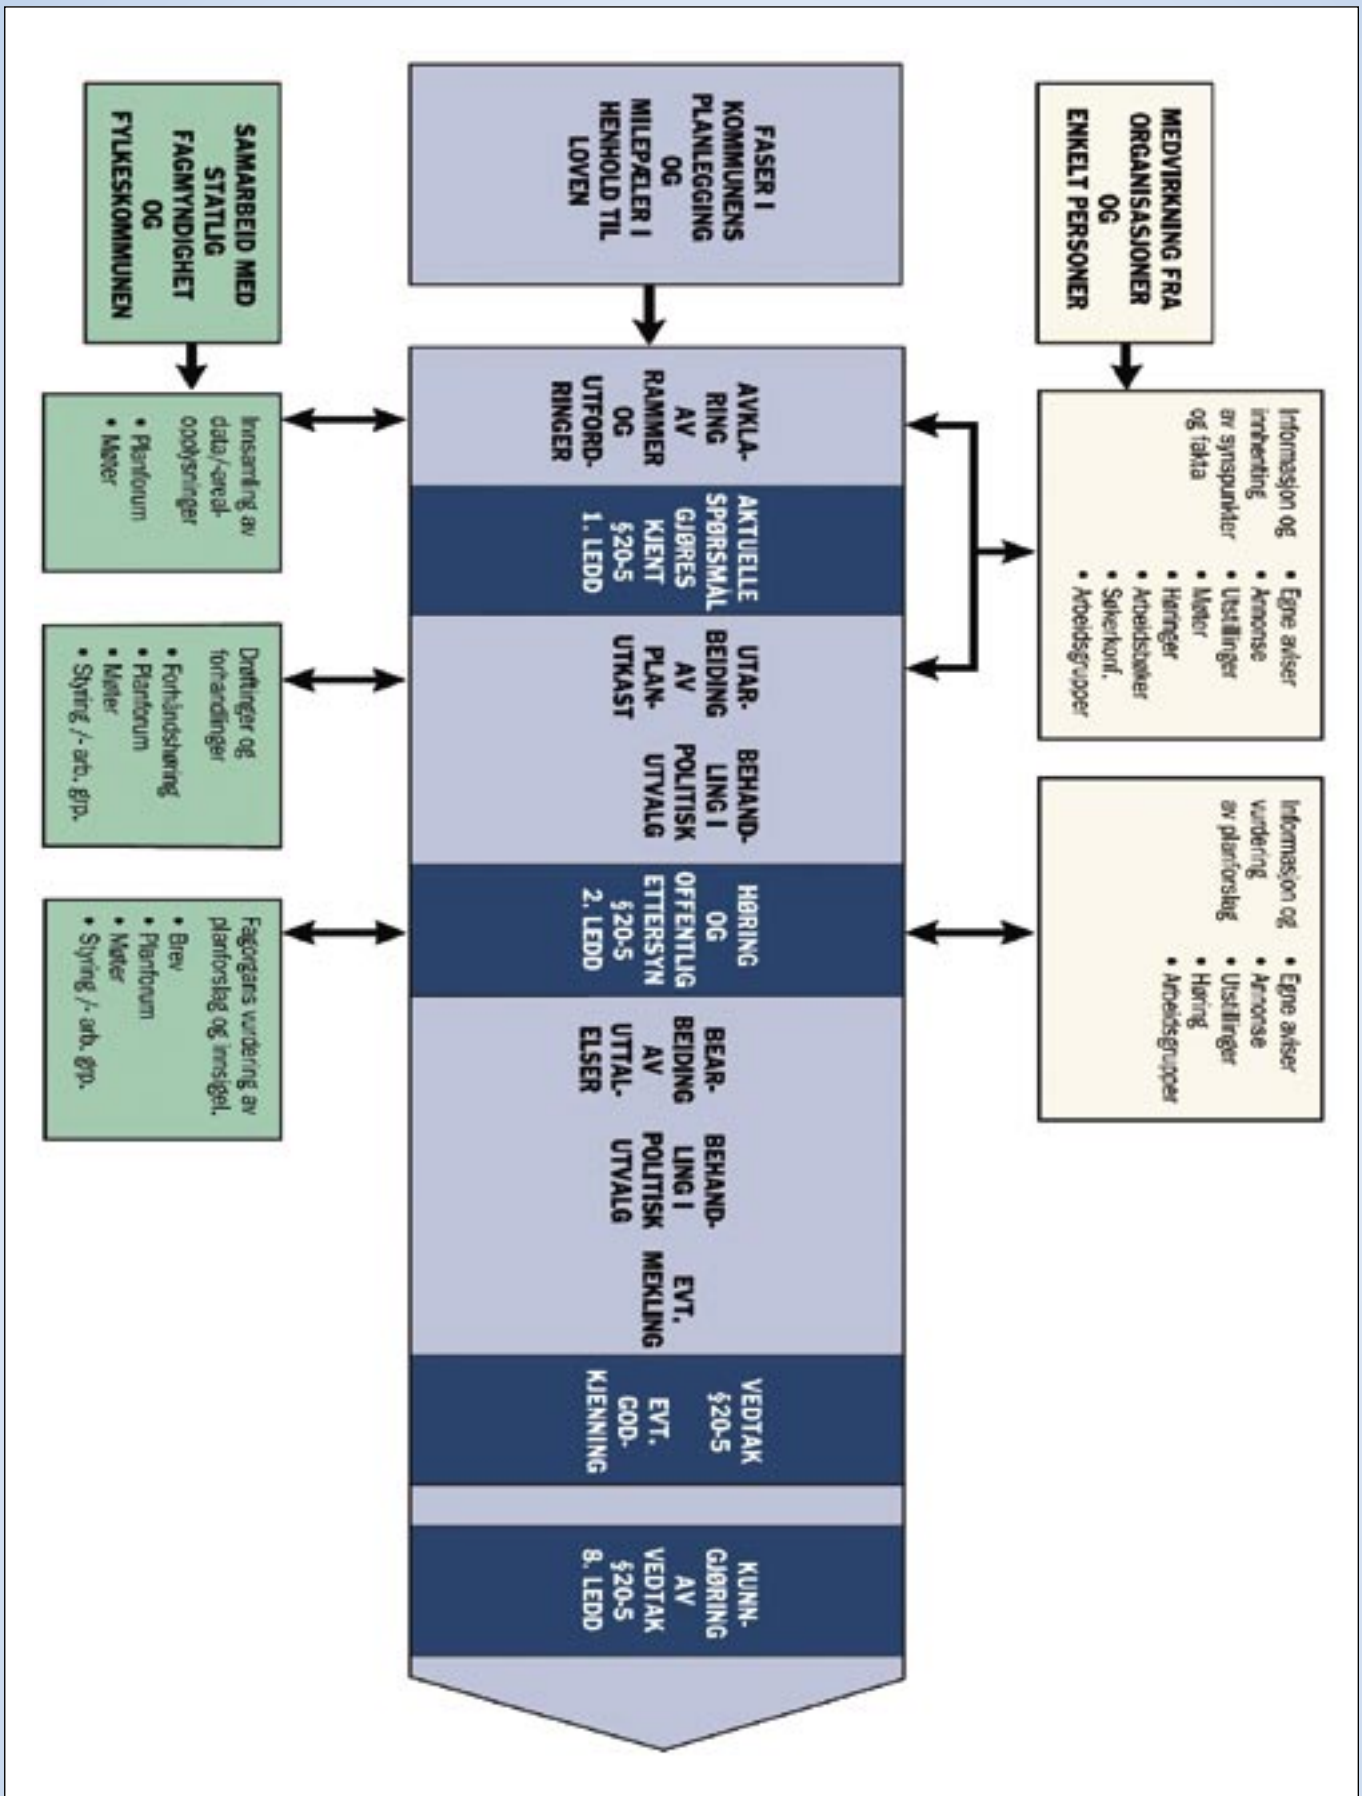 MEDVIRKNING FRA
ORGANISASJONER
OG
ENKELT PERSONER
Informasjon og
innhenting
av synspunkter
og fakta
• Egne aviser
• Annonse
• Utstillinger
• Møter
• Høringer
• Arbeidsbøker
• Søkerkonf.
• Arbeidsgrupper
Informasjon og
vurdering
av planforslag
• Egne aviser
• Annonse
• Utstillinger
• Høring
• Arbeidsgrupper
FASER I
KOMMUNENS
PLANLEGGING
OG
MILEPÆLER I
HENHOLD TIL
LOVEN
AVKLA-
RING
AV
RAMMER
OG
UTFORD-
RINGER
AKTUELLE
SPØRSMÅL
GJØRES
KJENT
§20-5
1. LEDD
UTAR-
BEIDING
AV
PLAN-
UTKAST
BEHAND-
LING I
POLITISK
UTVALG
HØRING
OG
OFFENTLIG
ETTERSYN
§20-5
2. LEDD
BEAR-
BEIDING
AV
UTTAL-
ELSER
BEHAND-
LING I
POLITISK
UTVALG
EVT.
MEKLING
VEDTAK
§20-5
EVT.
GOD-
KJENNING
KUNN-
GJØRING
AV
VEDTAK
§20-5
8. LEDD
SAMARBEID MED
STATLIG
FAGMYNDIGHET
OG
FYLKESKOMMUNEN
Innsamling av
data/-areal-
opplysninger
• Planforum
• Møter
Drøftinger og
forhandlinger
• Forhåndshøring
• Planforum
• Møter
• Styring /- arb. grp.
Fagorgans vurdering av
planforslag og innsigel.
• Brev
• Planforum
• Møter
• Styring /- arb. grp.